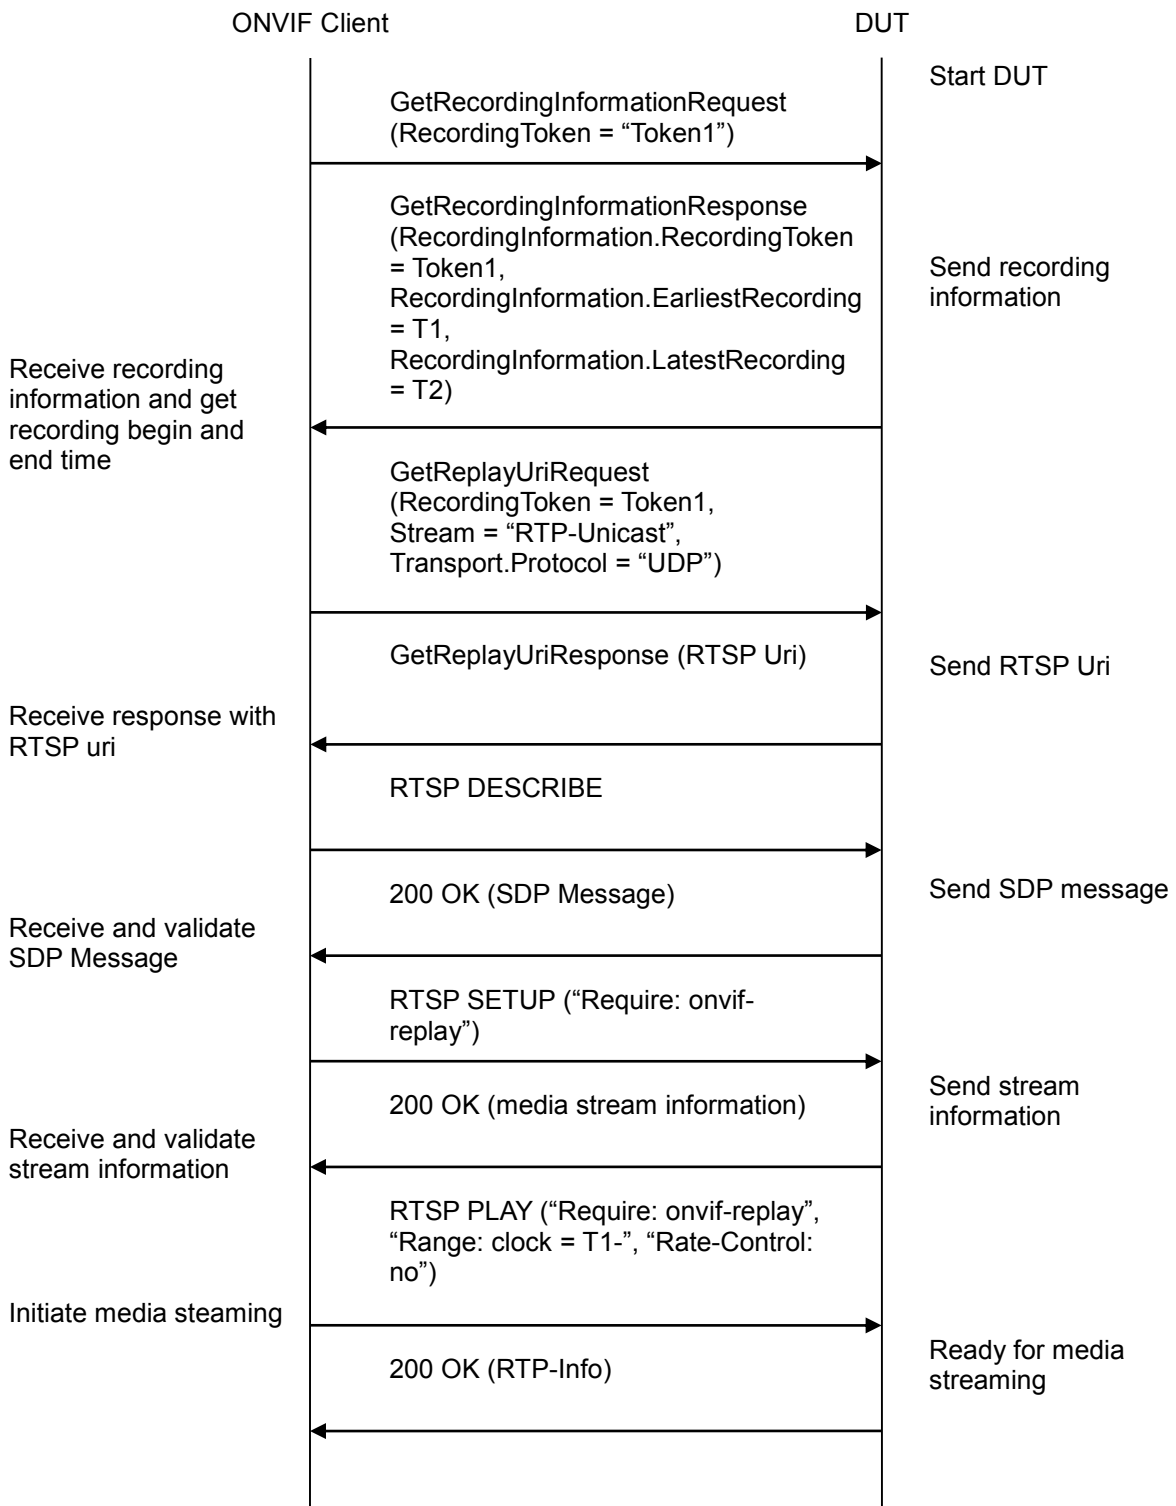 ONVIF Client
DUT
Start DUT
GetRecordingInformationRequest
(RecordingToken = “Token1”)
GetRecordingInformationResponse
(RecordingInformation.RecordingToken
= Token1,
RecordingInformation.EarliestRecording
= T1,
RecordingInformation.LatestRecording
= T2)
Send recording
information
Receive recording
information and get
recording begin and
end time
GetReplayUriRequest
(RecordingToken = Token1,
Stream = “RTP-Unicast”,
Transport.Protocol = “UDP”)
GetReplayUriResponse (RTSP Uri)
Send RTSP Uri
Receive response with
RTSP uri
RTSP DESCRIBE
200 OK (SDP Message)
Send SDP message
Receive and validate
SDP Message
RTSP SETUP (“Require: onvif-
replay”)
200 OK (media stream information)
Send stream
information
Receive and validate
stream information
RTSP PLAY (“Require: onvif-replay”,
“Range: clock = T1-”, “Rate-Control:
no”)
Initiate media steaming
200 OK (RTP-Info)
Ready for media
streaming